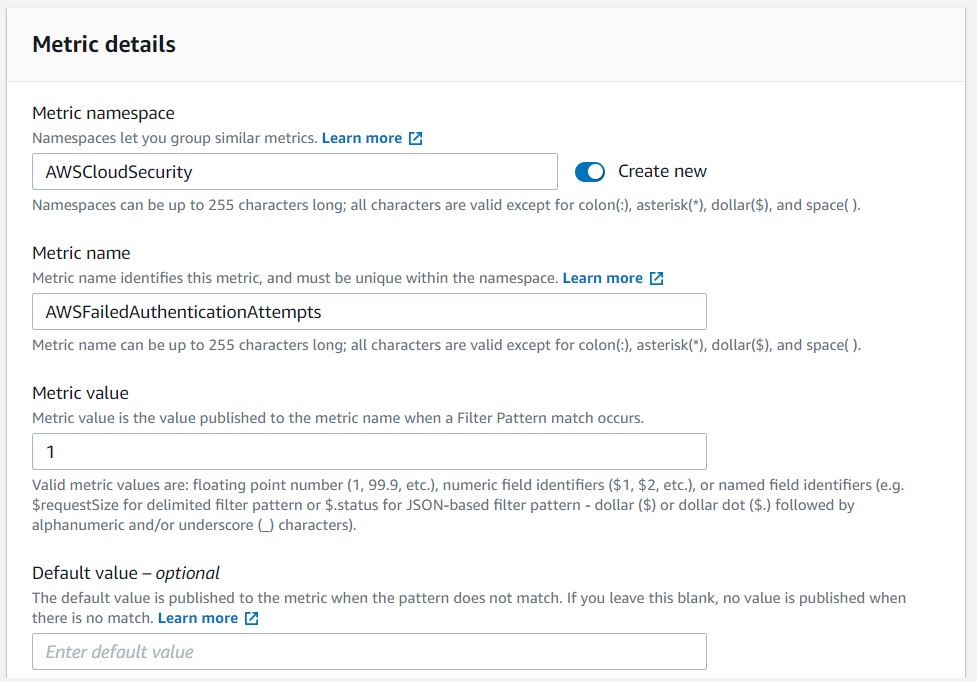 Metric details
Metric namespace
Namespaces let you group similar metrics. Learn more
AWSCloudSecurity
Create new
Namespaces can be up to 255 characters long; all characters are valid except for colon(:), asterisk(*), dollar($), and space( ).
Metric name
Metric name identifies this metric, and must be unique within the namespace. Learn more
AWSFailedAuthenticationAttempts
Metric name can be up to 255 characters long; all characters are valid except for colon(:), asterisk(*), dollar($), and space( ).
Metric value
Metric value is the value published to the metric name when a Filter Pattern match occurs.
1
Valid metric values are: floating point number (1, 99.9, etc.), numeric field identifiers ($1, $2, etc.), or named field identifiers (e.g.
$requestSize for delimited filter pattern or $.status for JSON-based filter pattern - dollar ($) or dollar dot ($.) followed by
alphanumeric and/or underscore (_) characters).
Default value – optional
The default value is published to the metric when the pattern does not match. If you leave this blank, no value is published when
there is no match. Learn more
Enter default value